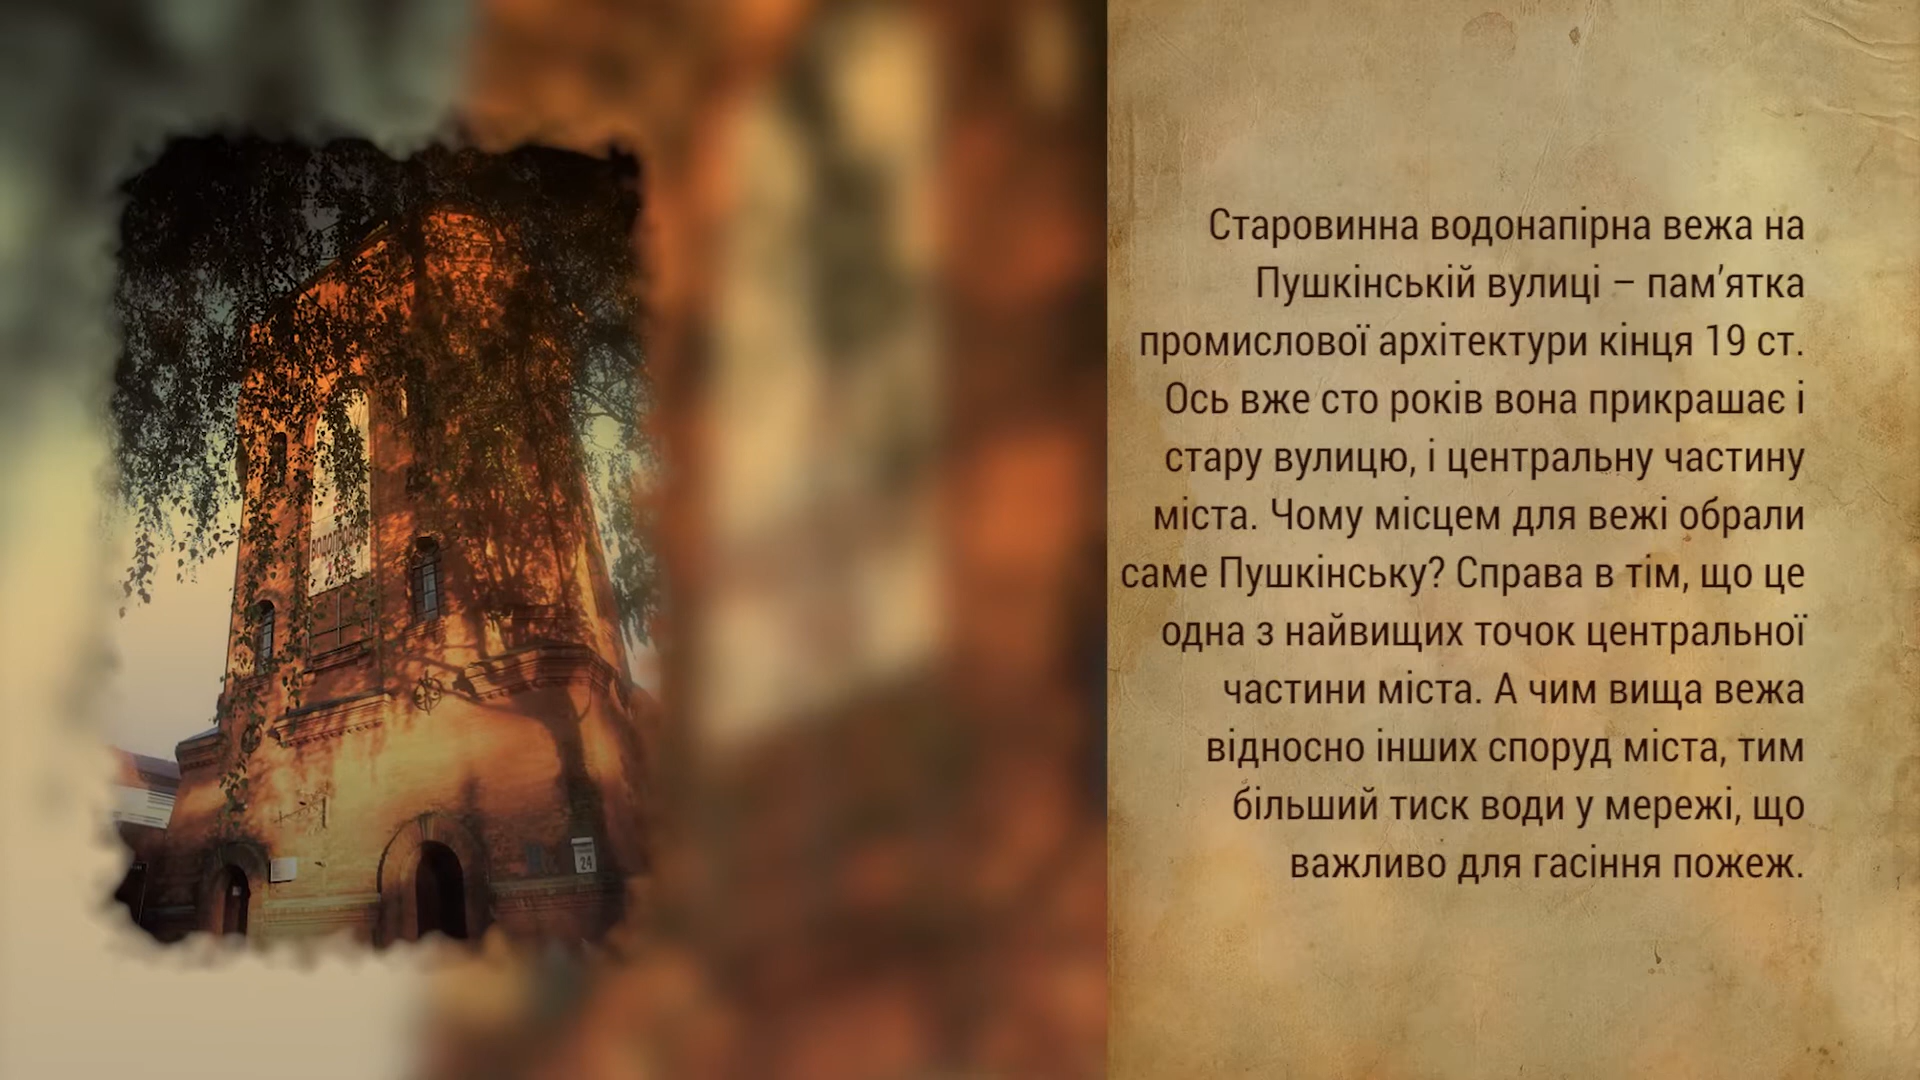 Старовинна водонапірна вежа на
Пушкінській вулиці – пам’ятка
промислової архітектури кінця 19 ст.
Ось вже сто років вона прикрашає і
стару вулицю, і центральну частину
міста. Чому місцем для вежі обрали
саме Пушкінську? Справа в тім, що це
одна з найвищих точок центральної
частини міста. А чим вища вежа
відносно інших споруд міста, тим
більший тиск води у мережі, що
важливо для гасіння пожеж.
24